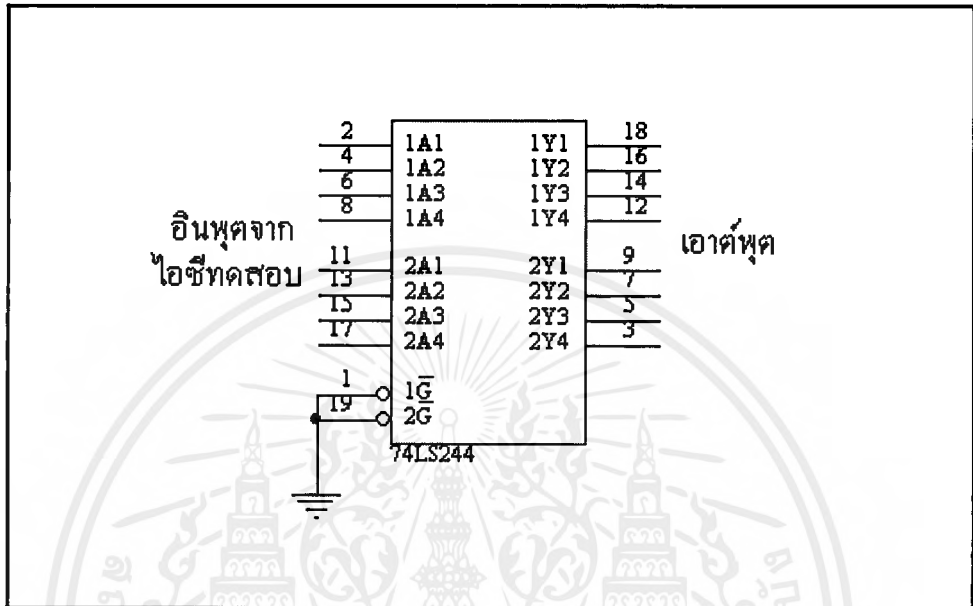 2 1A1 1Y1 18
4 1A2 1Y2 16
6 1A3 1Y3 14
8 1A4 1Y4 12
อินพุตจาก
ไอซีทดสอบ
เอาต์พุต
11 2A1 2Y1 9
13 2A2 2Y2 7
15 2A3 2Y3 5
17 2A4 2Y4 3
1 1G̅
19 2G̅
74LS244